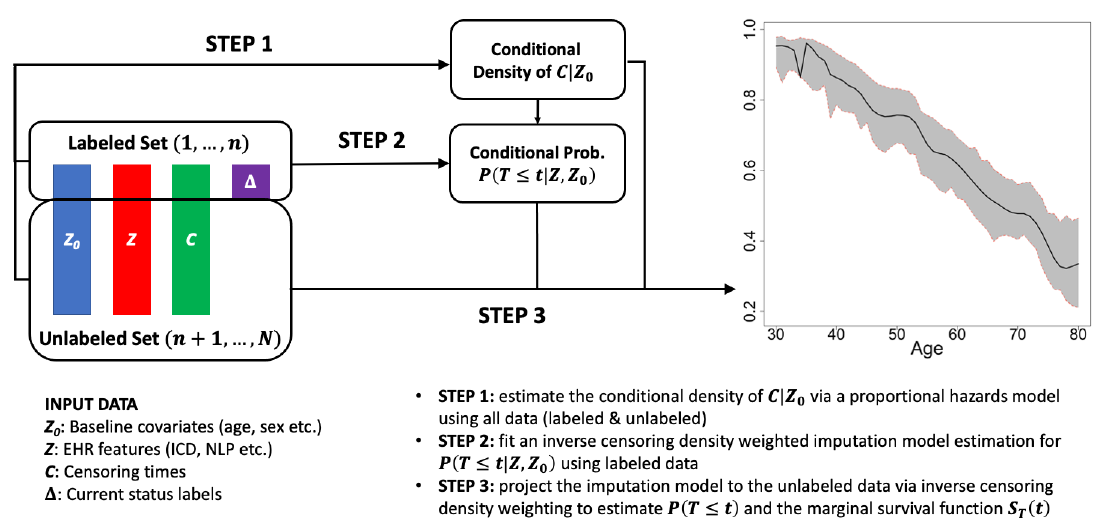 STEP 1
Conditional
Density of C|Z₀
STEP 2
Conditional Prob.
P(T ≤ t|Z, Z₀)
Labeled Set (1, ..., n)
Δ
Z₀ Z C
Unlabeled Set (n + 1, ..., N)
STEP 3
1.0
0.8
0.6
0.4
0.2
30 40 50 60 70 80
Age
INPUT DATA
Z₀: Baseline covariates (age, sex etc.)
Z: EHR features (ICD, NLP etc.)
C: Censoring times
Δ: Current status labels
• STEP 1: estimate the conditional density of C|Z₀ via a proportional hazards model
using all data (labeled & unlabeled)
• STEP 2: fit an inverse censoring density weighted imputation model estimation for
P(T ≤ t|Z, Z₀) using labeled data
• STEP 3: project the imputation model to the unlabeled data via inverse censoring
density weighting to estimate P(T ≤ t) and the marginal survival function S_T(t)